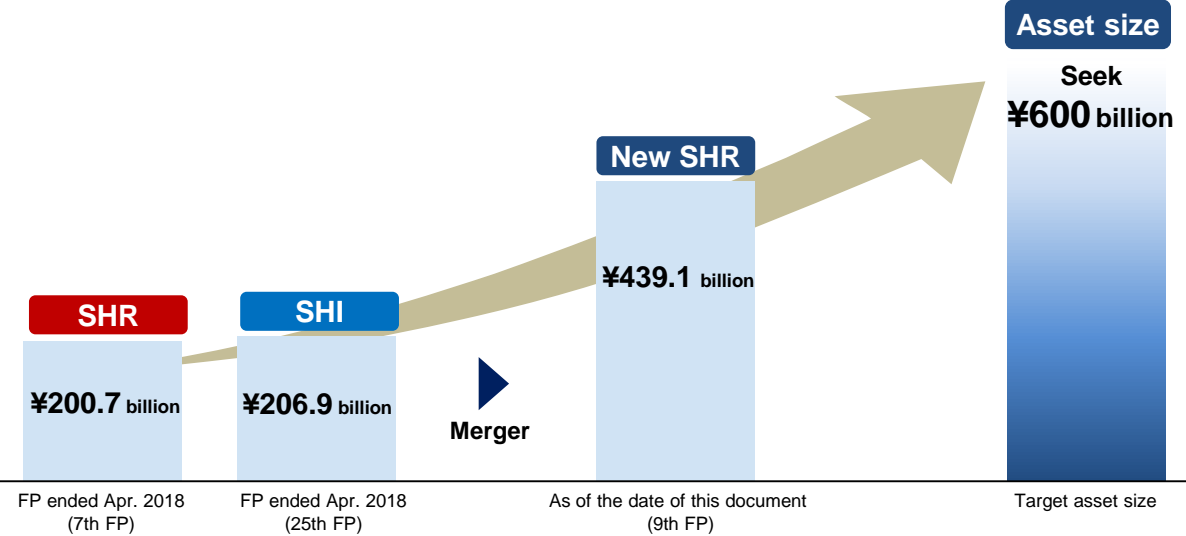 Asset size
Seek
¥600 billion
New SHR
¥439.1 billion
SHR
SHI
¥200.7 billion
¥206.9 billion
Merger
FP ended Apr. 2018
(7th FP)
FP ended Apr. 2018
(25th FP)
As of the date of this document
(9th FP)
Target asset size